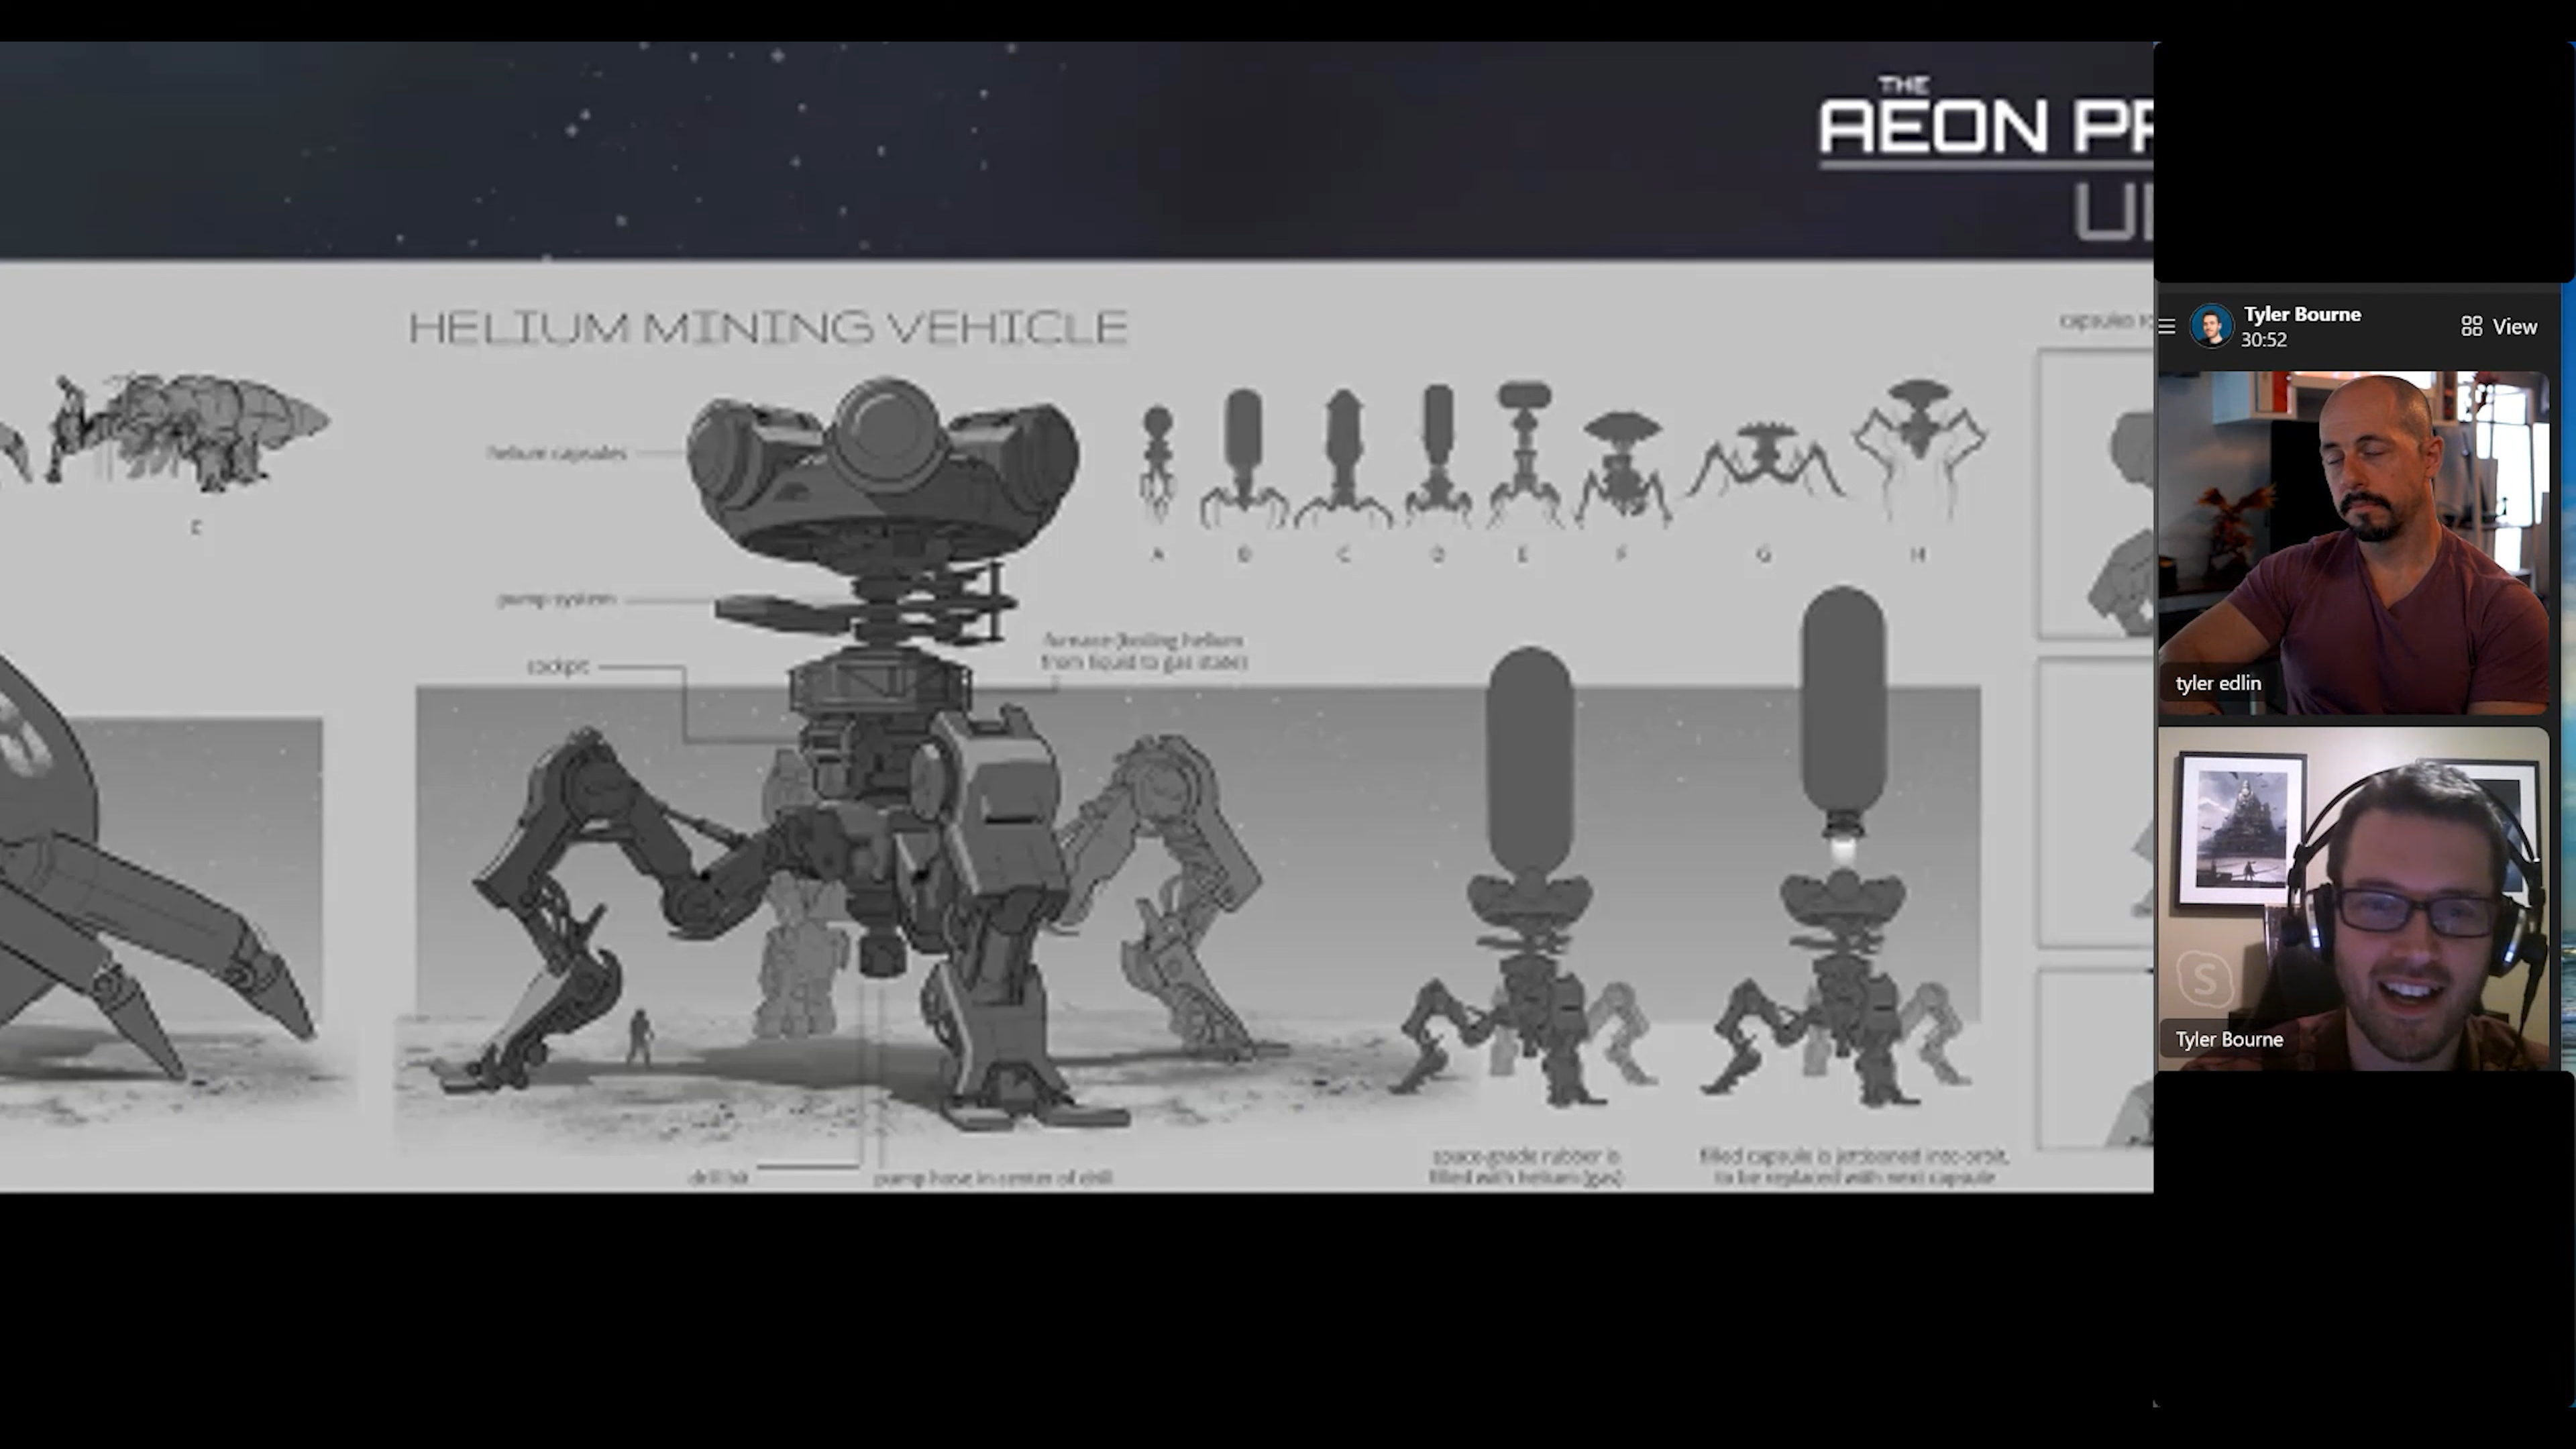 THE
AEON PR
UI
HELIUM MINING VEHICLE
helium capsules
pump system
cockpit
furnace (boiling helium
from liquid to gas state)
A B C D E F G H
drill bit
pump hose in center of drill
space-grade rubber is
filled with helium (gas)
filled capsule is jettisoned into orbit,
to be replaced with next capsule
capsules
Tyler Bourne
30:52
View
tyler edlin
S
Tyler Bourne